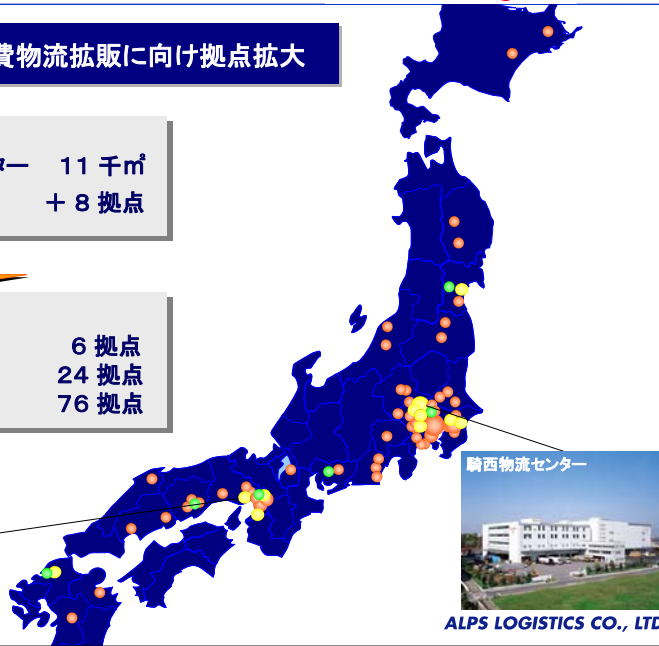 費物流拡販に向け拠点拡大
ター 11 千㎡
＋8 拠点
6 拠点
24 拠点
76 拠点
騎西物流センター
ALPS LOGISTICS CO., LTD